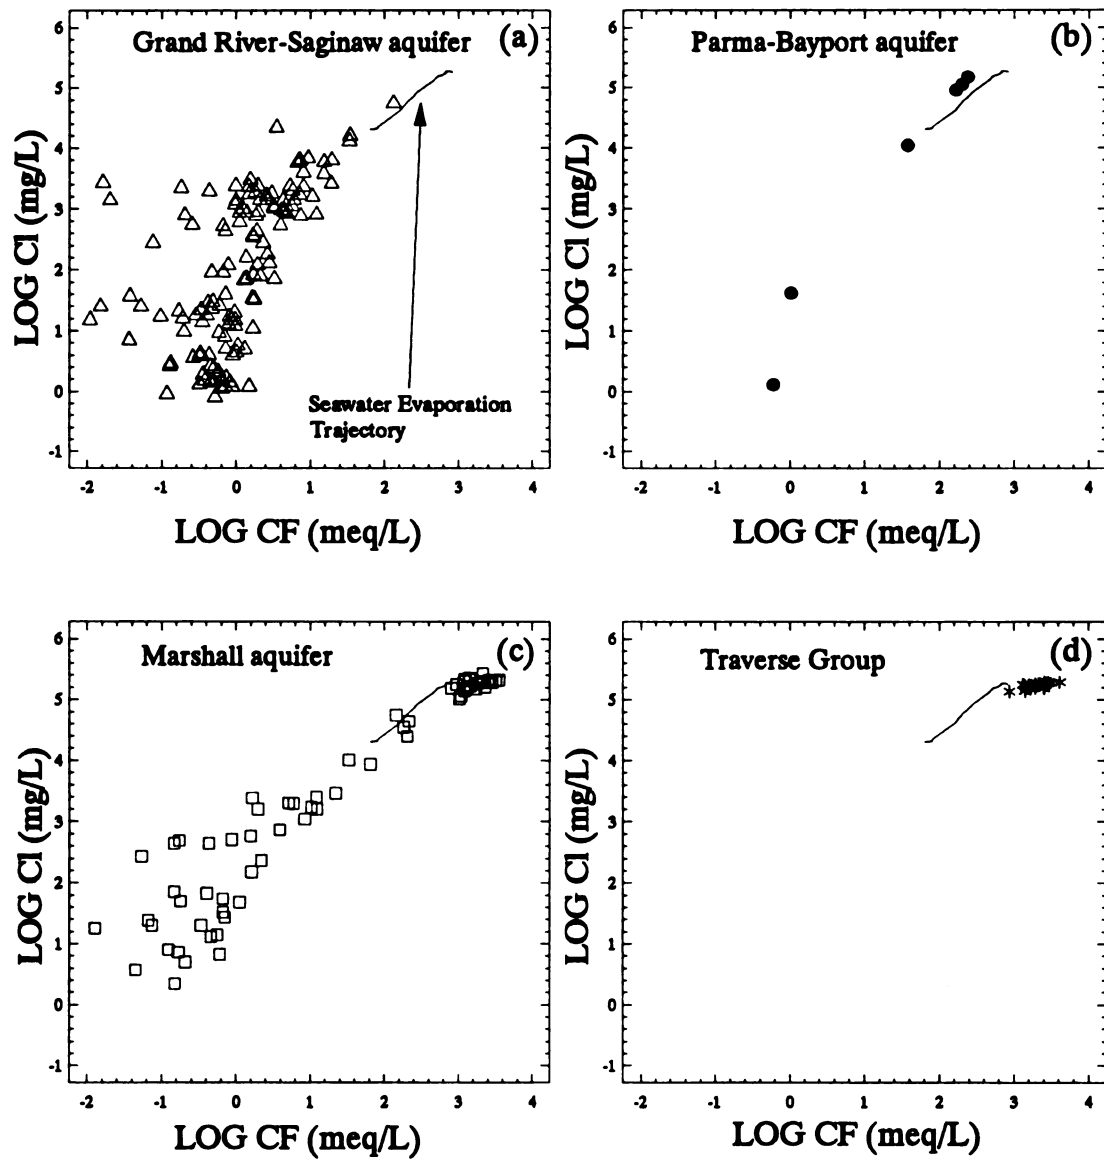 Grand River-Saginaw aquifer (a)
6
5
4
3
2
1
0
-1
LOG Cl (mg/L)
Seawater Evaporation
Trajectory
-2 -1 0 1 2 3 4
LOG CF (meq/L)
Parma-Bayport aquifer (b)
6
5
4
3
2
1
0
-1
LOG Cl (mg/L)
-2 -1 0 1 2 3 4
LOG CF (meq/L)
Marshall aquifer (c)
6
5
4
3
2
1
0
-1
LOG Cl (mg/L)
-2 -1 0 1 2 3 4
LOG CF (meq/L)
Traverse Group (d)
6
5
4
3
2
1
0
-1
LOG Cl (mg/L)
-2 -1 0 1 2 3 4
LOG CF (meq/L)